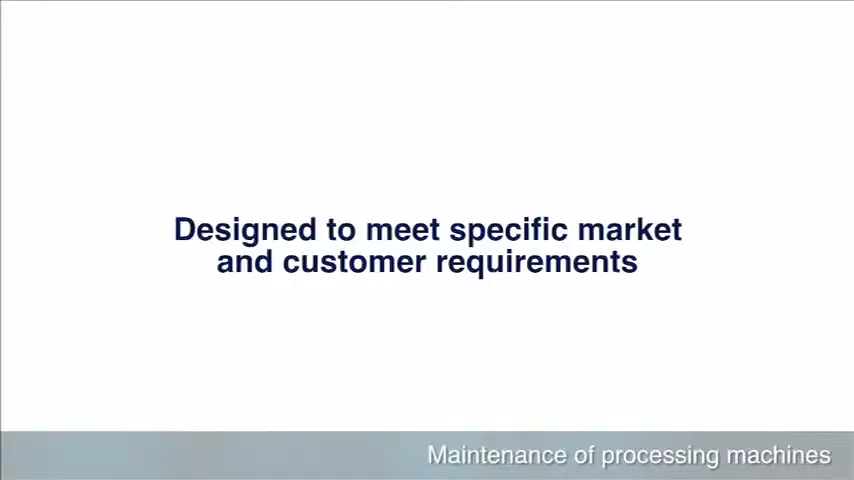 Designed to meet specific market
and customer requirements
Maintenance of processing machines